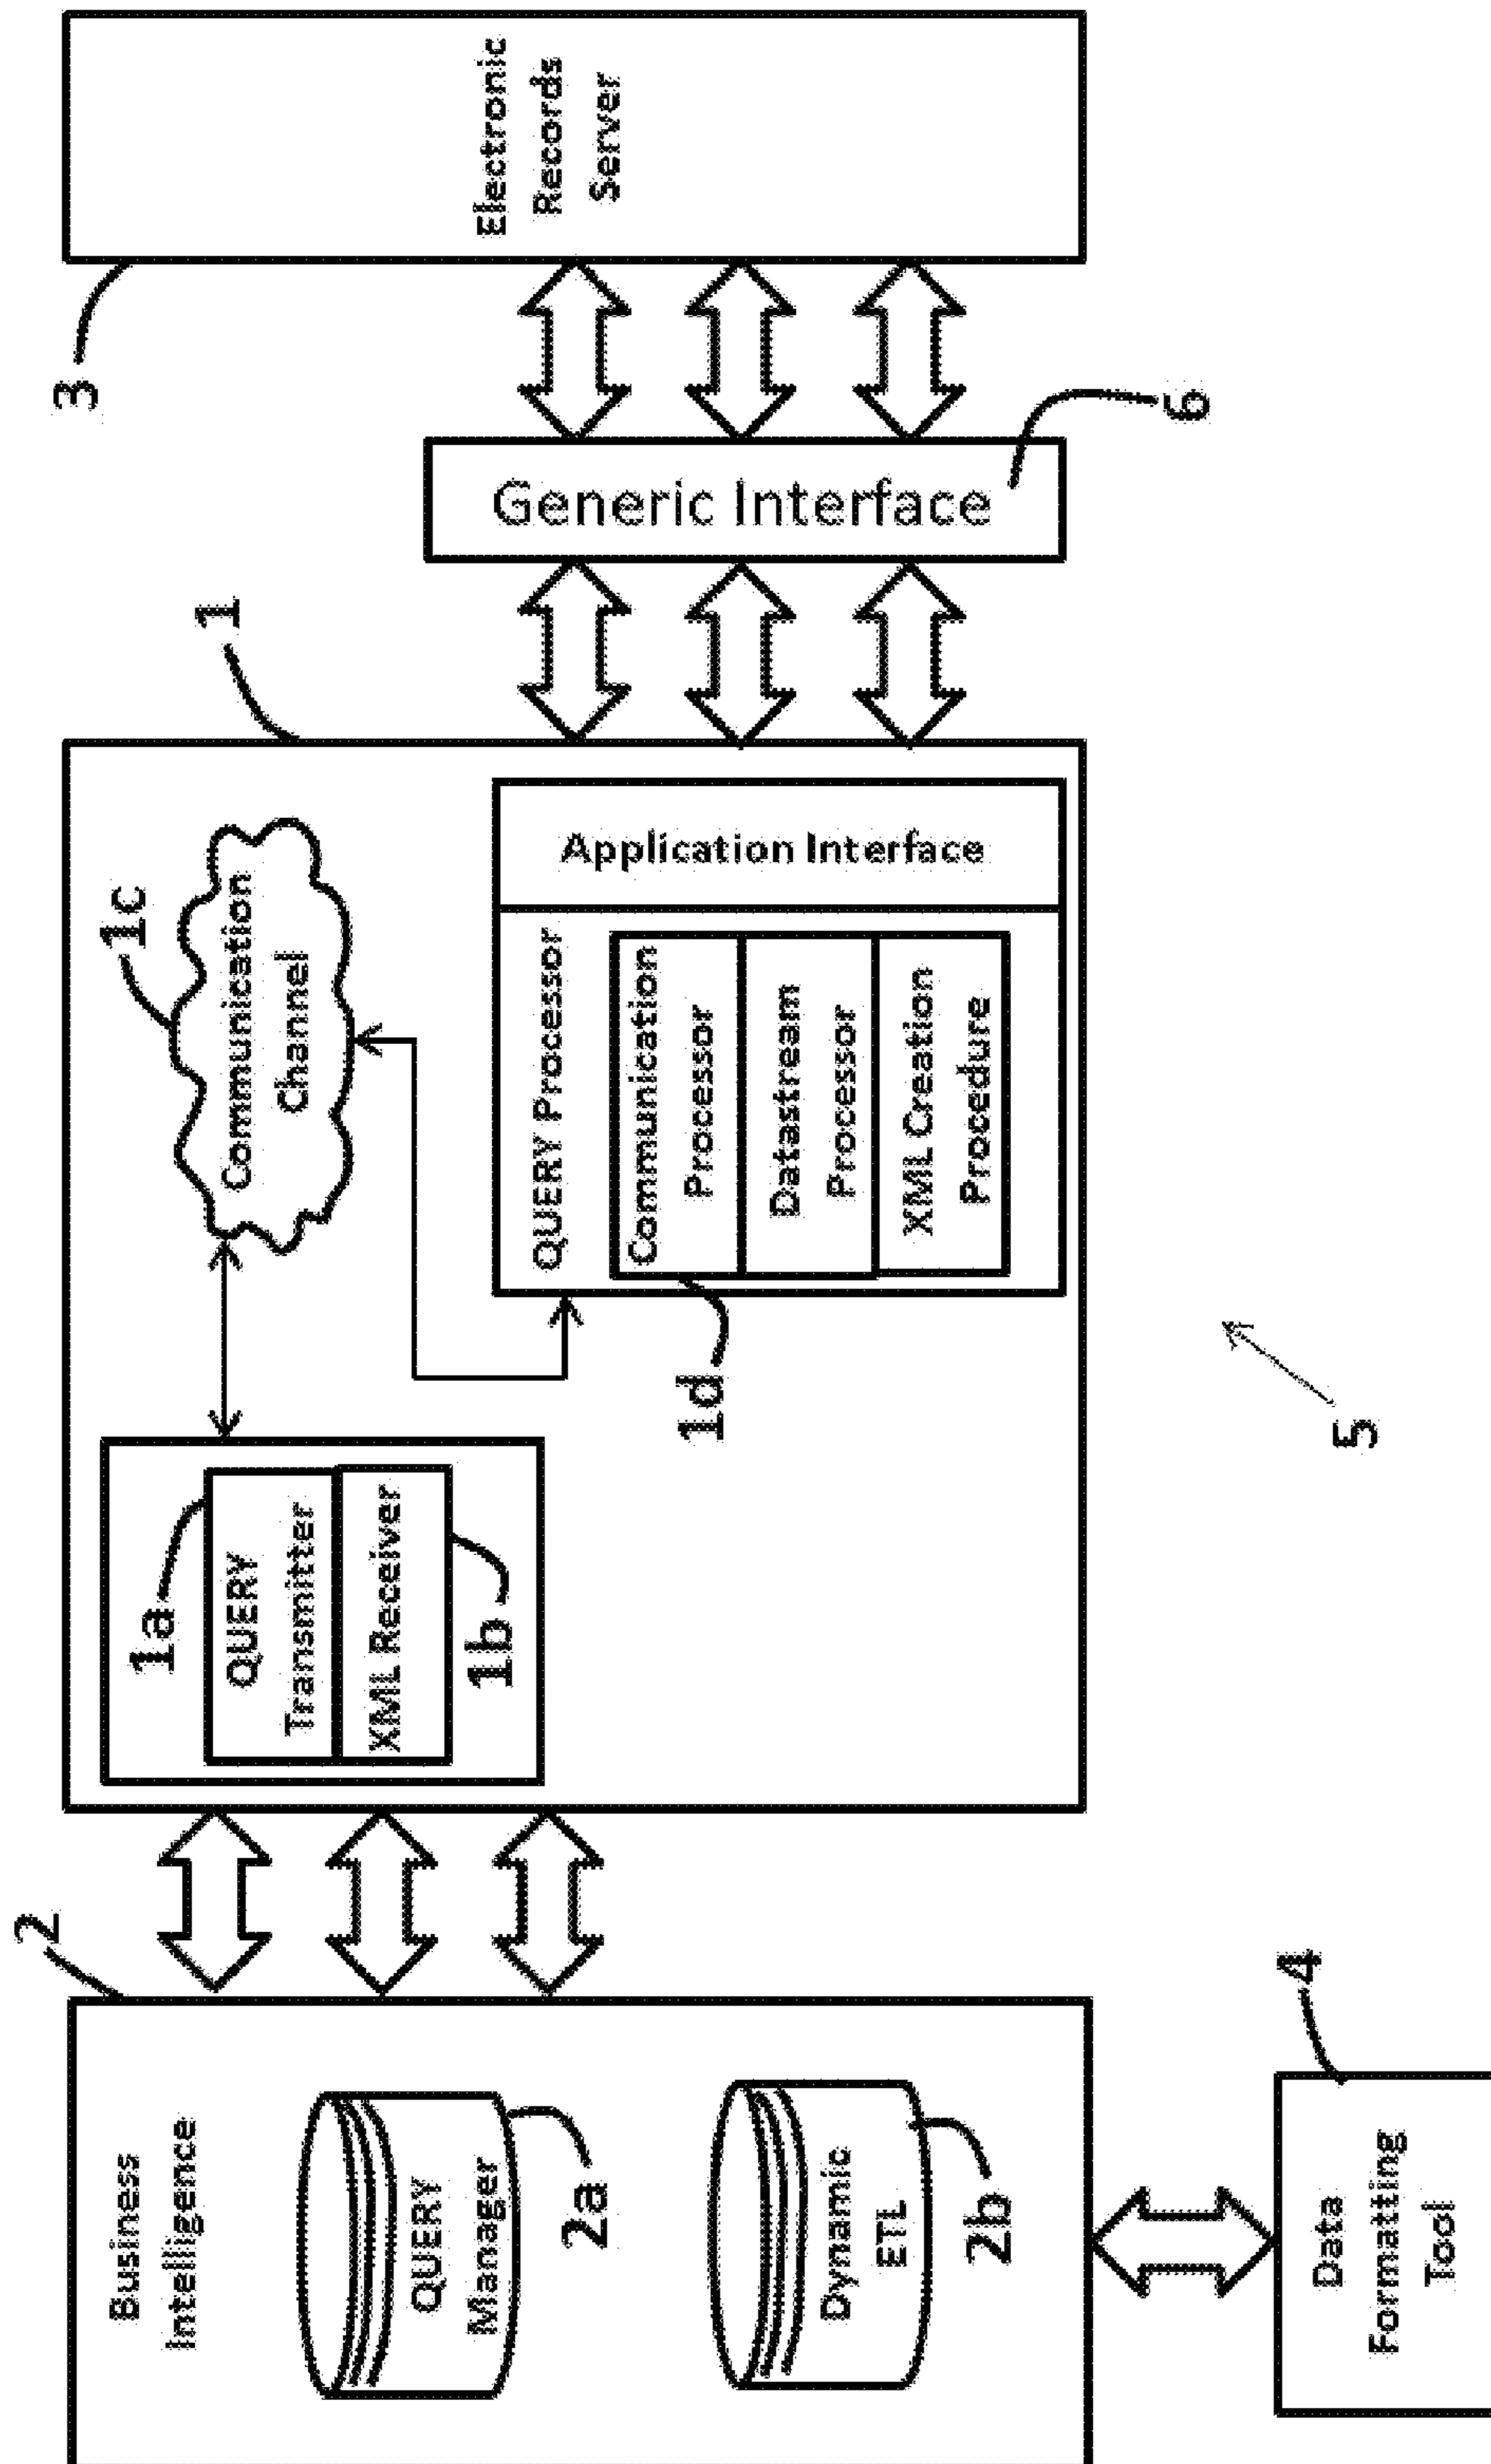 2
Business
Intelligence
QUERY
Manager
2a
Dynamic
ETL
2b
4
Data
Formatting
Tool
1
1a
QUERY
Transmitter
XML Receiver
1b
1c
Communication
Channel
QUERY Processor
Communication
Processor
Datastream
Processor
XML Creation
Procedure
1d
Application Interface
5
Generic Interface
6
3
Electronic
Records
Server